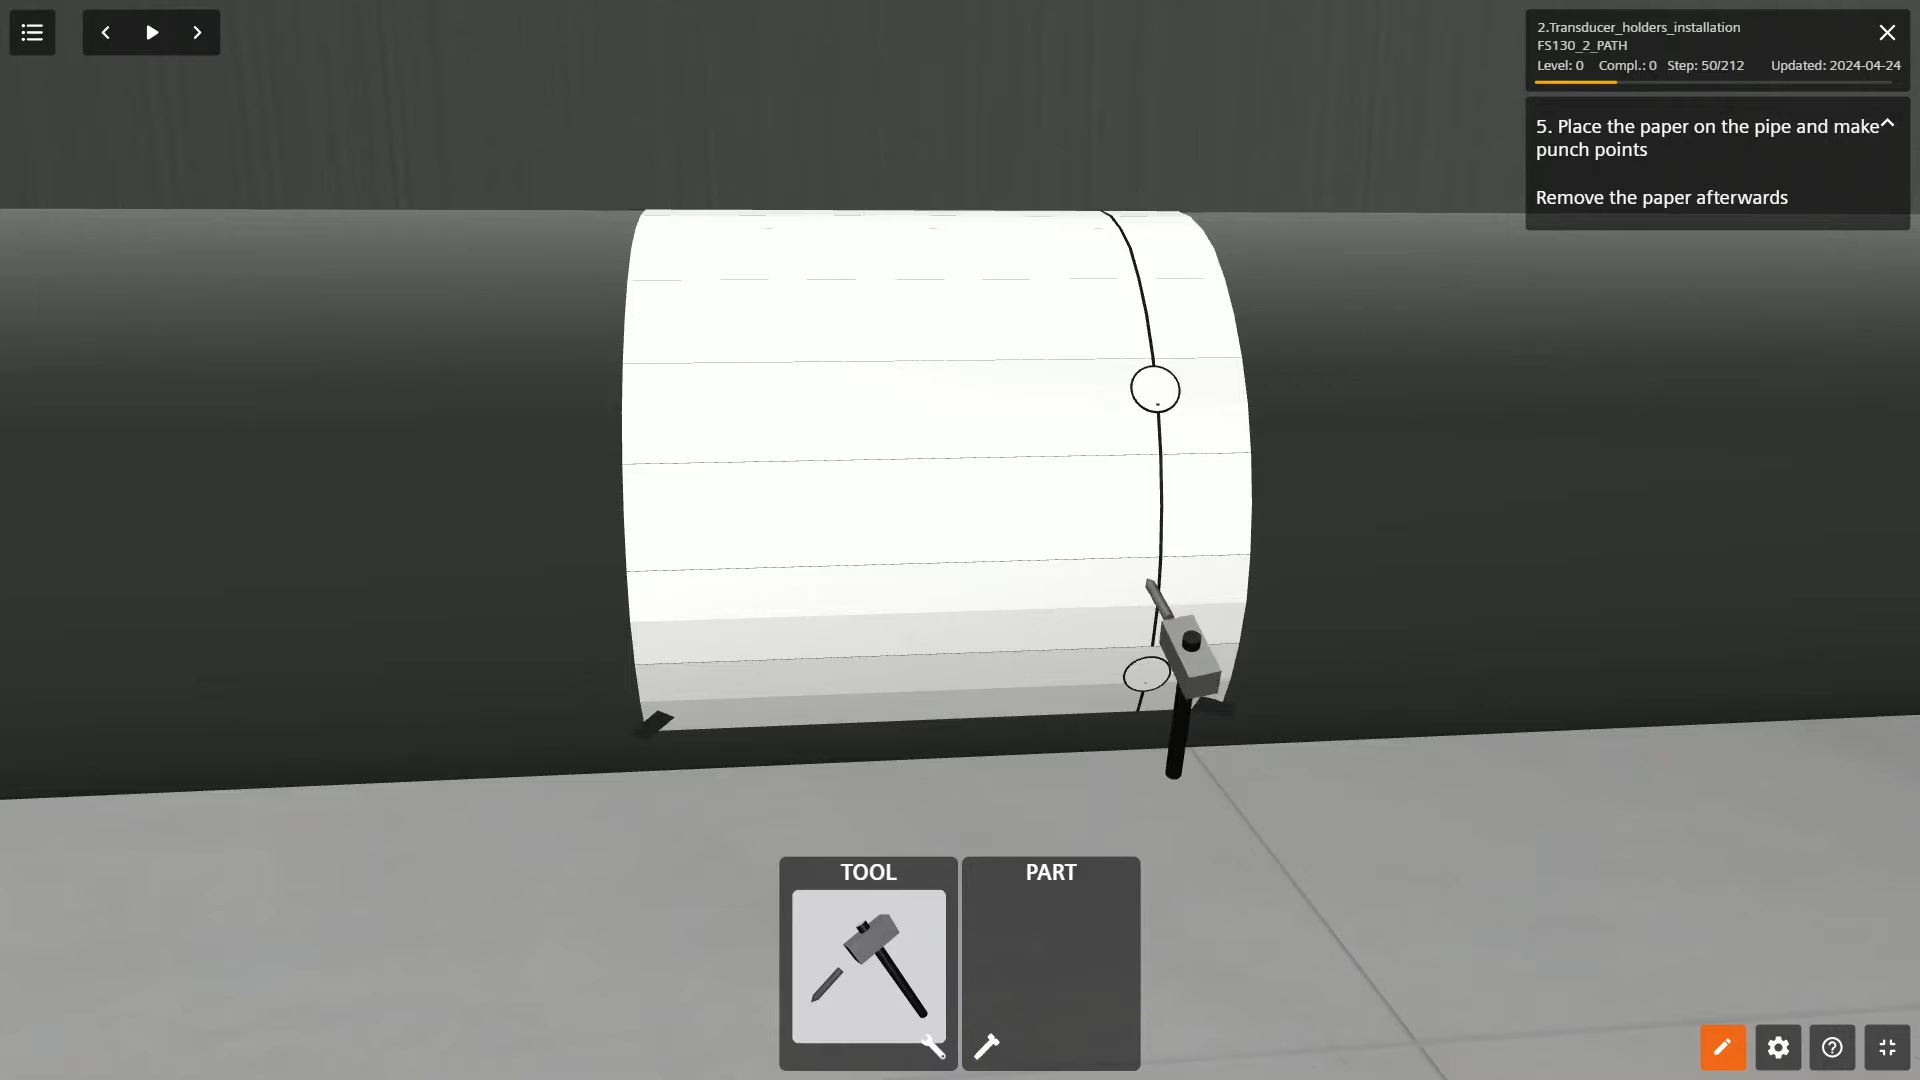 2.Transducer_holders_installation
FS130_2_PATH
Level: 0 Compl.: 0 Step: 50/212 Updated: 2024-04-24
5. Place the paper on the pipe and make
punch points
Remove the paper afterwards
TOOL
PART